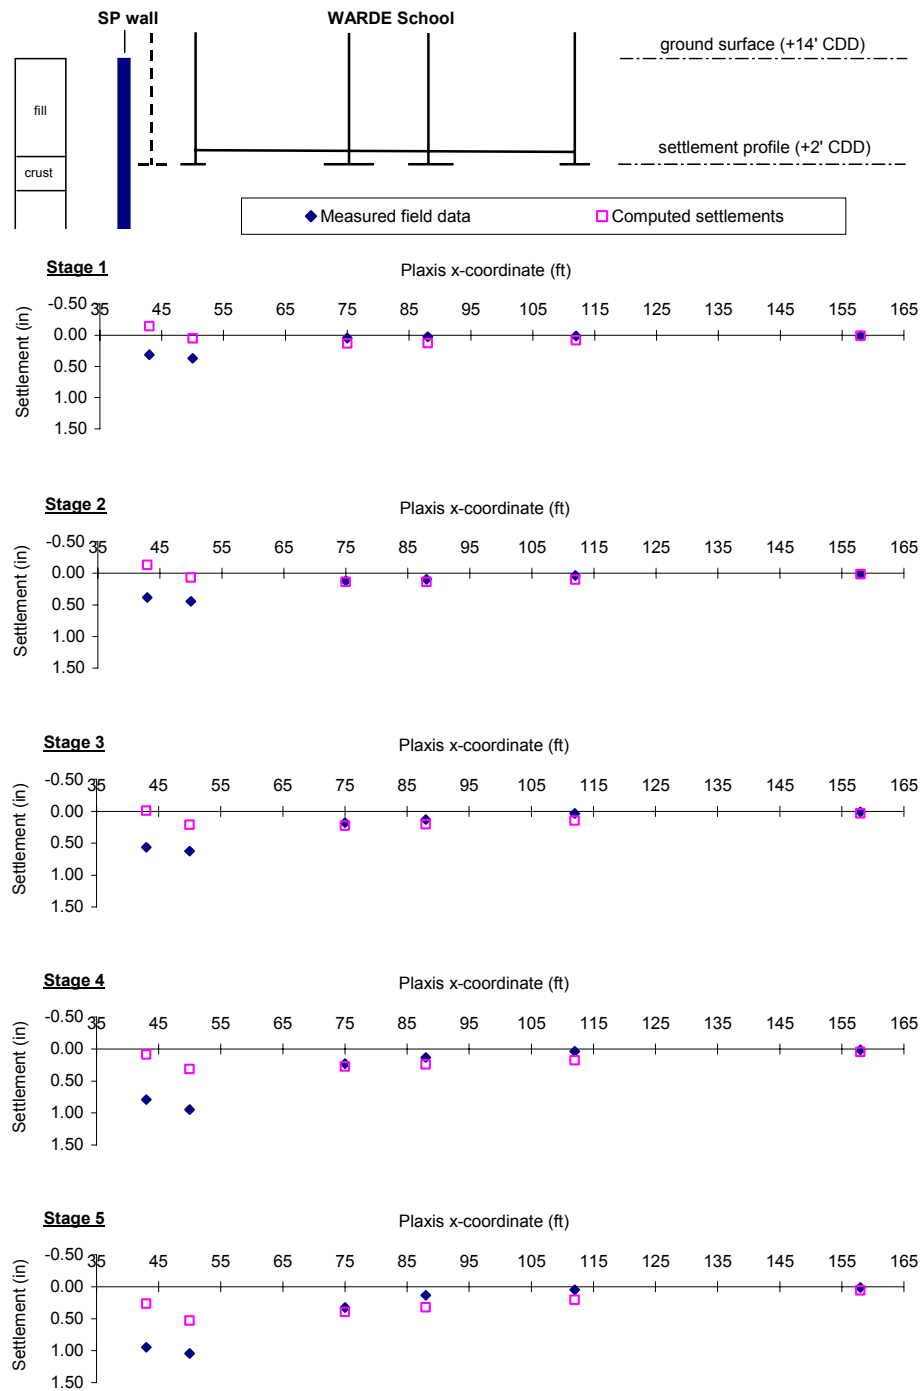 SP wall WARDE School
ground surface (+14' CDD)
fill
settlement profile (+2' CDD)
crust
Measured field data Computed settlements
Stage 1
Plaxis x-coordinate (ft)
35 45 55 65 75 85 95 105 115 125 135 145 155 165
-0.50
0.00
0.50
1.00
1.50
Settlement (in)
Stage 2
Plaxis x-coordinate (ft)
35 45 55 65 75 85 95 105 115 125 135 145 155 165
-0.50
0.00
0.50
1.00
1.50
Settlement (in)
Stage 3
Plaxis x-coordinate (ft)
35 45 55 65 75 85 95 105 115 125 135 145 155 165
-0.50
0.00
0.50
1.00
1.50
Settlement (in)
Stage 4
Plaxis x-coordinate (ft)
35 45 55 65 75 85 95 105 115 125 135 145 155 165
-0.50
0.00
0.50
1.00
1.50
Settlement (in)
Stage 5
Plaxis x-coordinate (ft)
35 45 55 65 75 85 95 105 115 125 135 145 155 165
-0.50
0.00
0.50
1.00
1.50
Settlement (in)